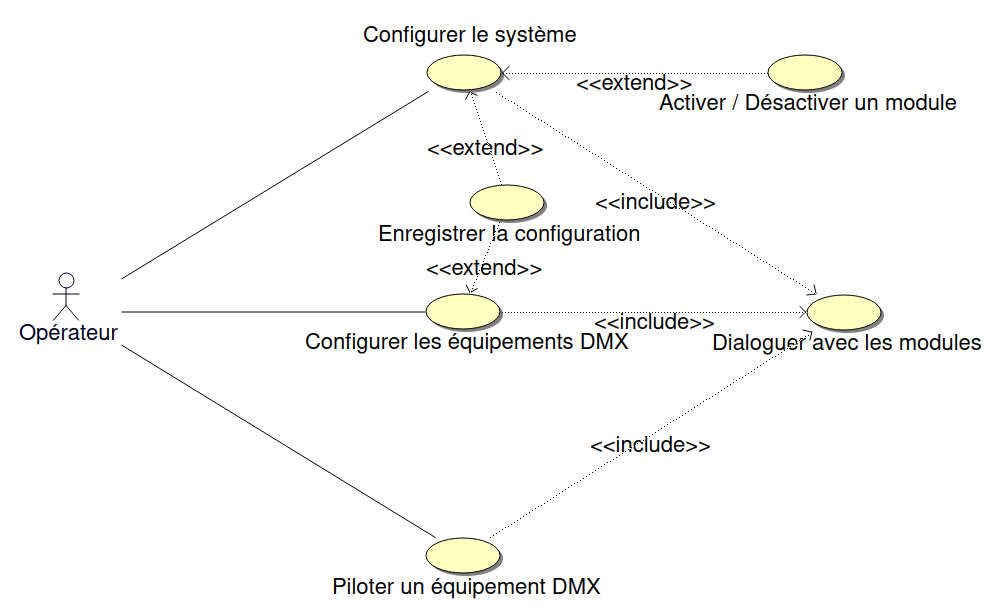 Configurer le système
<<extend>>
Activer / Désactiver un module
<<extend>>
<<include>>
Enregistrer la configuration
<<extend>>
Opérateur
<<include>>
Configurer les équipements DMX
Dialoguer avec les modules
<<include>>
Piloter un équipement DMX